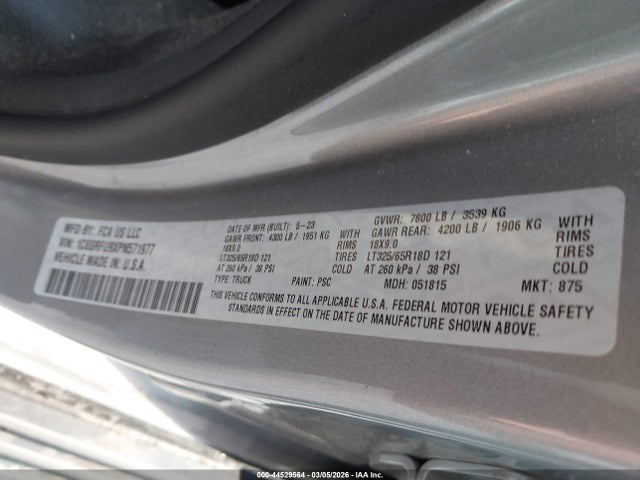 MFD. BY: FCA US LLC
VIN: 1C6SRFU9XPN571977
VEHICLE MADE IN: U.S.A.
DATE OF MFR (BUILT): 5-23
GAWR FRONT: 4300 LB / 1951 KG WITH
18X9.0 RIMS
LT325/65R18D 121 TIRES
AT 260 kPa / 38 PSI COLD
TYPE: TRUCK PAINT: PSC
GVWR: 7800 LB / 3539 KG
GAWR REAR: 4200 LB / 1906 KG WITH
18X9.0 RIMS
LT325/65R18D 121 TIRES
AT 260 kPa / 38 PSI COLD
MDH: 051815 MKT: 875
THIS VEHICLE CONFORMS TO ALL APPLICABLE U.S.A. FEDERAL MOTOR VEHICLE SAFETY
STANDARDS IN EFFECT ON THE DATE OF MANUFACTURE SHOWN ABOVE.
000-44529564 - 03/05/2026 - IAA Inc.